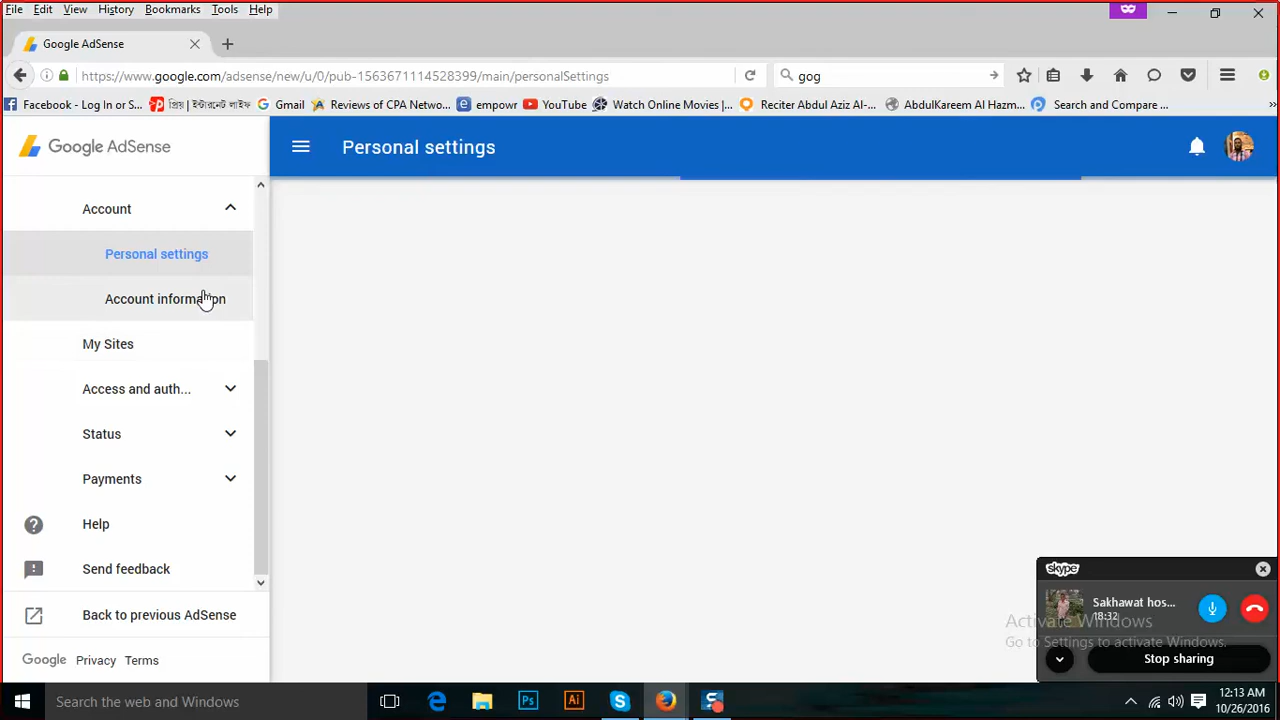 File Edit View History Bookmarks Tools Help
Google AdSense
https://www.google.com/adsense/new/u/0/pub-1563671114528399/main/personalSettings
gog
Facebook - Log In or S... প্রিয় | ইন্টারনেট লাইফ Gmail Reviews of CPA Netwo... empowr YouTube Watch Online Movies |... Reciter Abdul Aziz Al-... AbdulKareem Al Hazm... Search and Compare ...
Google AdSense
Personal settings
Account
Personal settings
Account information
My Sites
Access and auth...
Status
Payments
Help
Send feedback
Back to previous AdSense
Google Privacy Terms
skype
Sakhawat hos...
18:32
Activate Windows
Go to Settings to activate Windows.
Stop sharing
Search the web and Windows
12:13 AM
10/26/2016